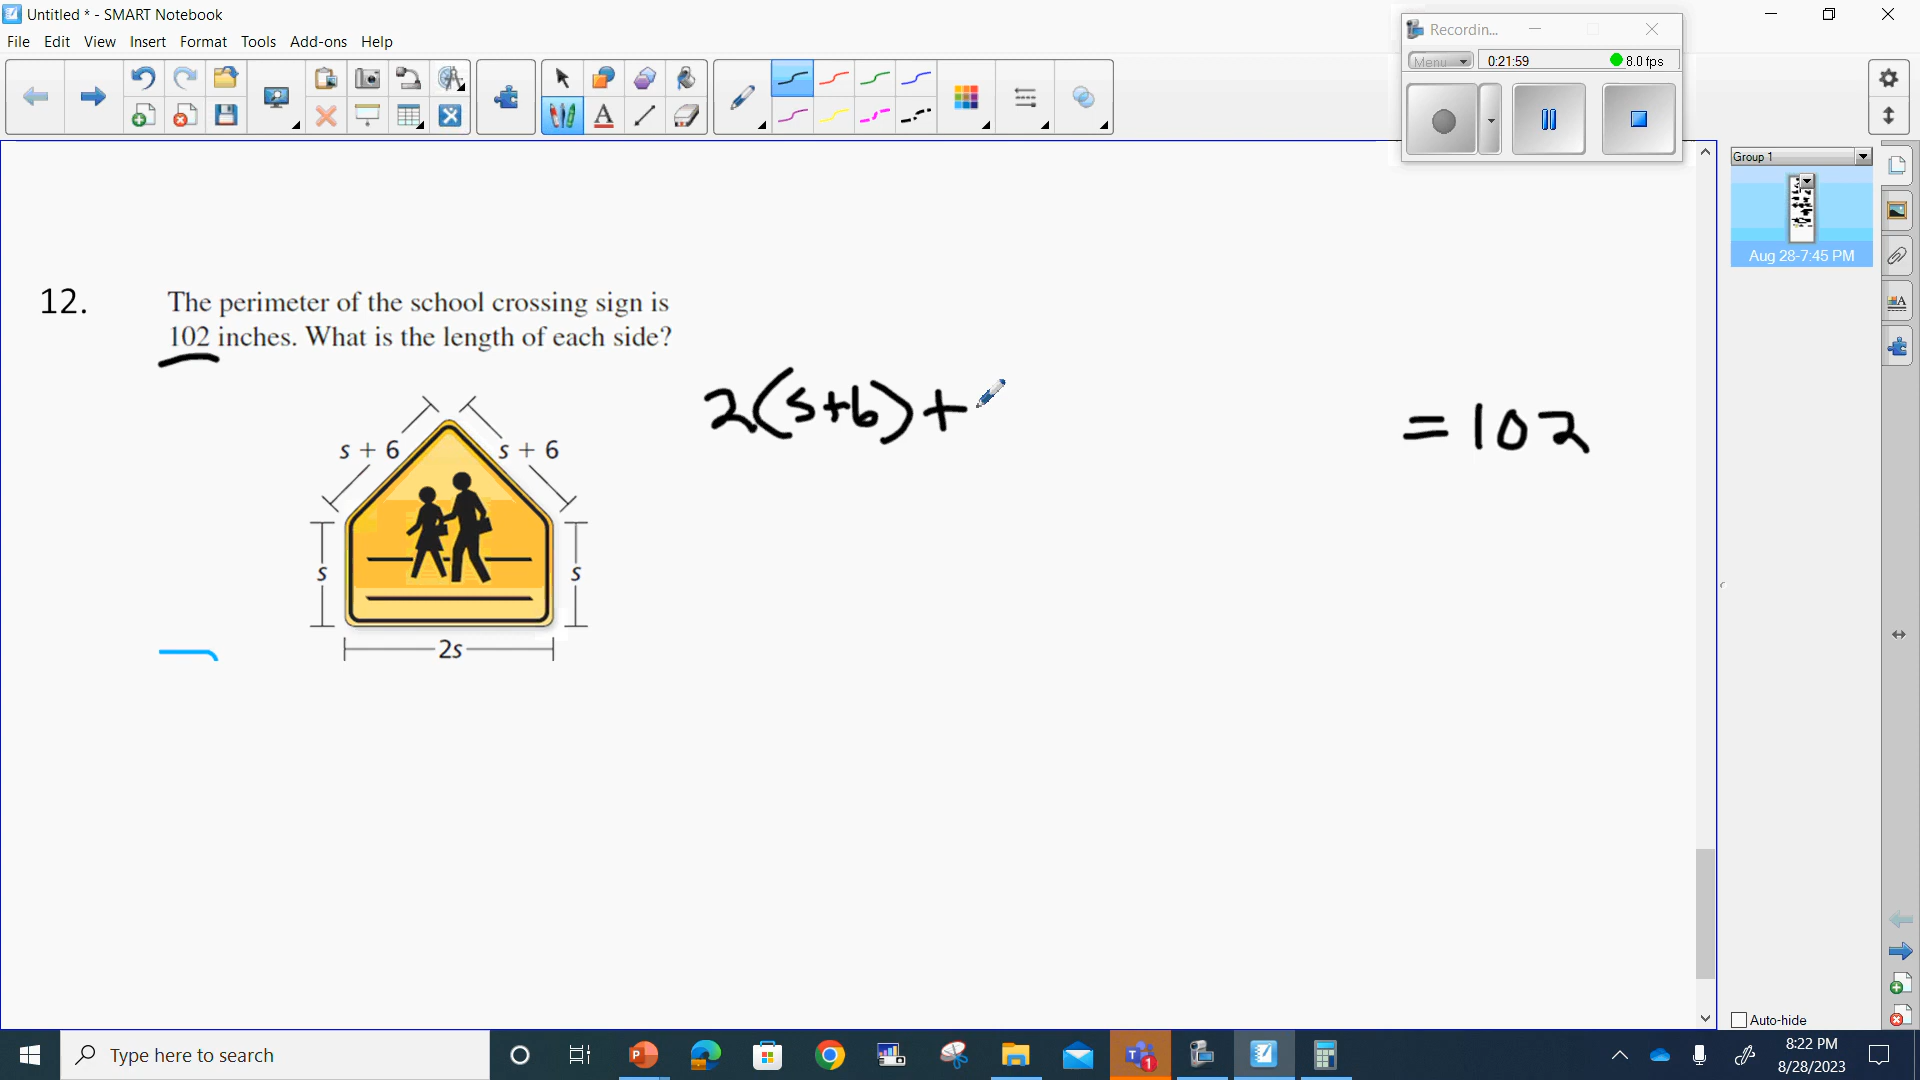 Untitled * - SMART Notebook
File Edit View Insert Format Tools Add-ons Help
Recordin...
Menu 0:21:59 8.0 fps
Group 1
Aug 28-7:45 PM
12. The perimeter of the school crossing sign is
102 inches. What is the length of each side?
2(s+6)+ = 102
s + 6 s + 6
s s
2s
Auto-hide
Type here to search
1
8:22 PM
8/28/2023